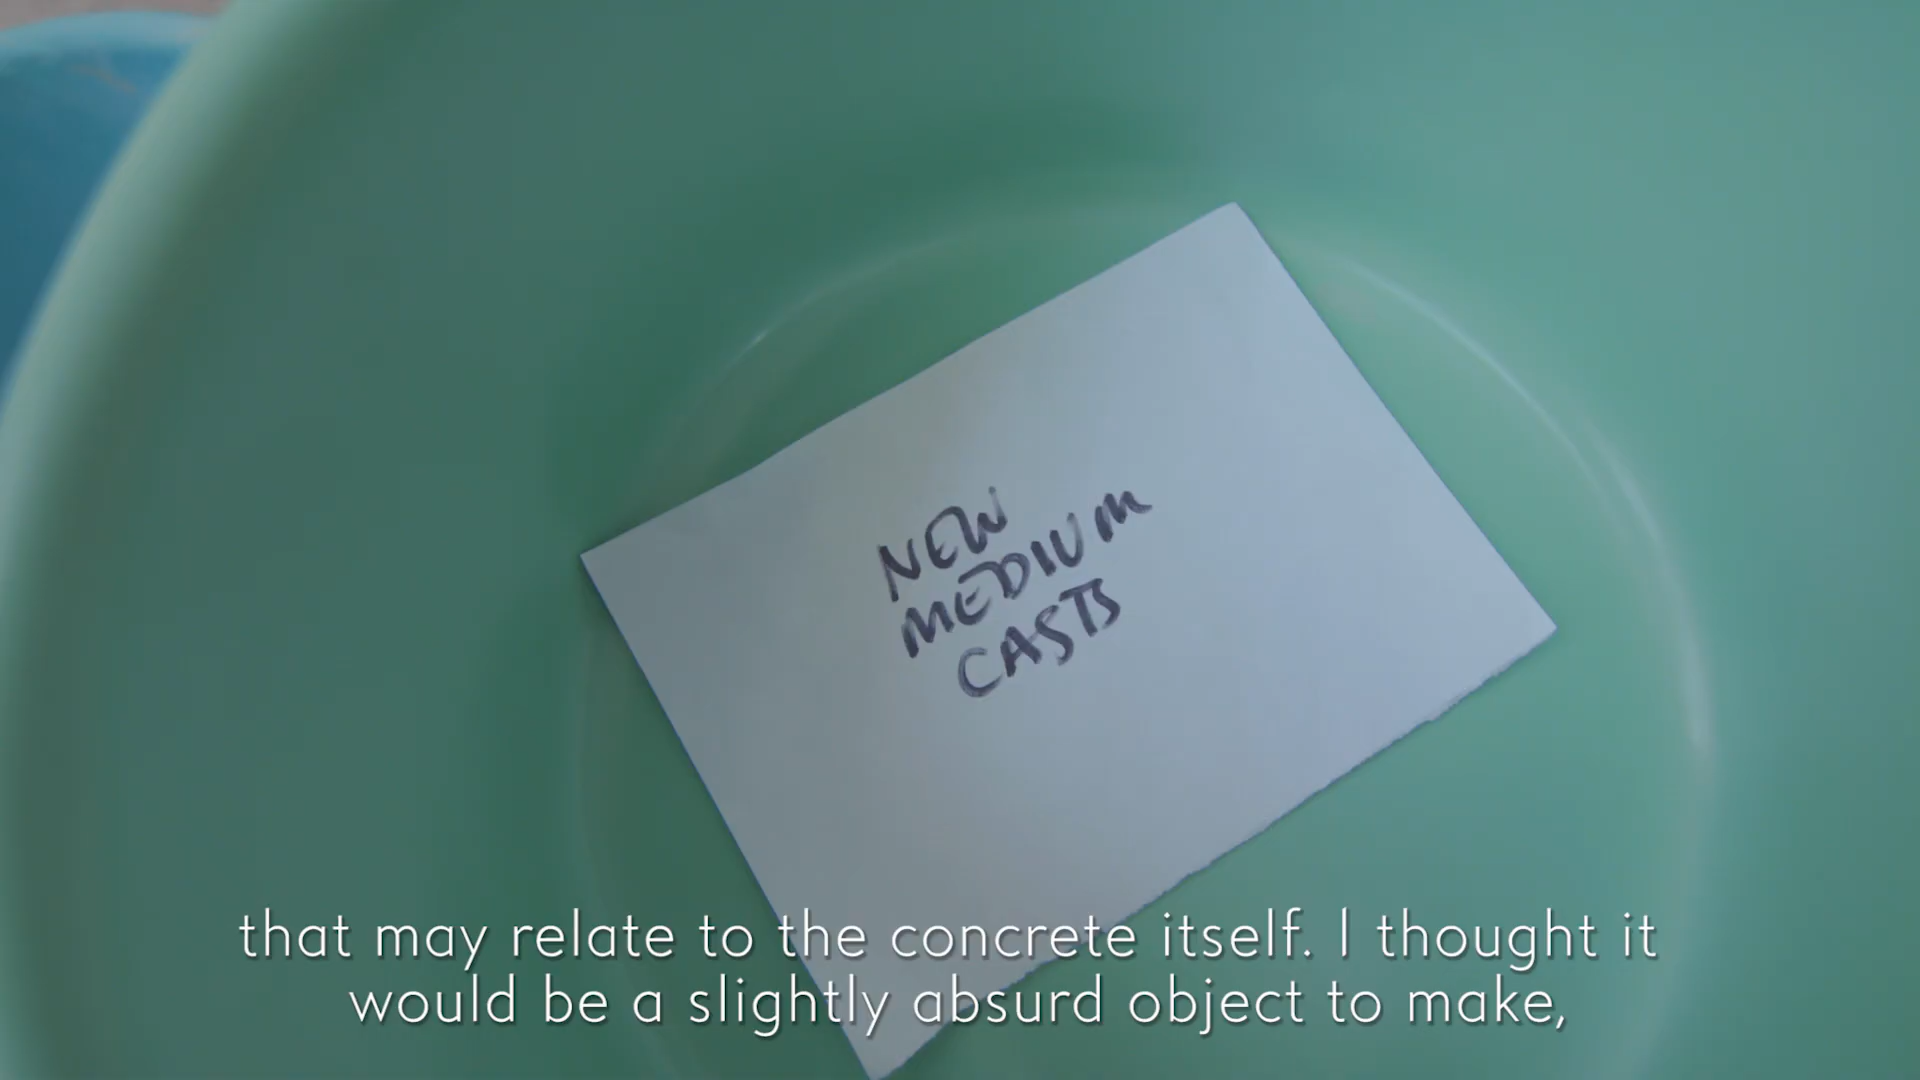 NEW
MEDIUM
CASTS
that may relate to the concrete itself. I thought it
would be a slightly absurd object to make,